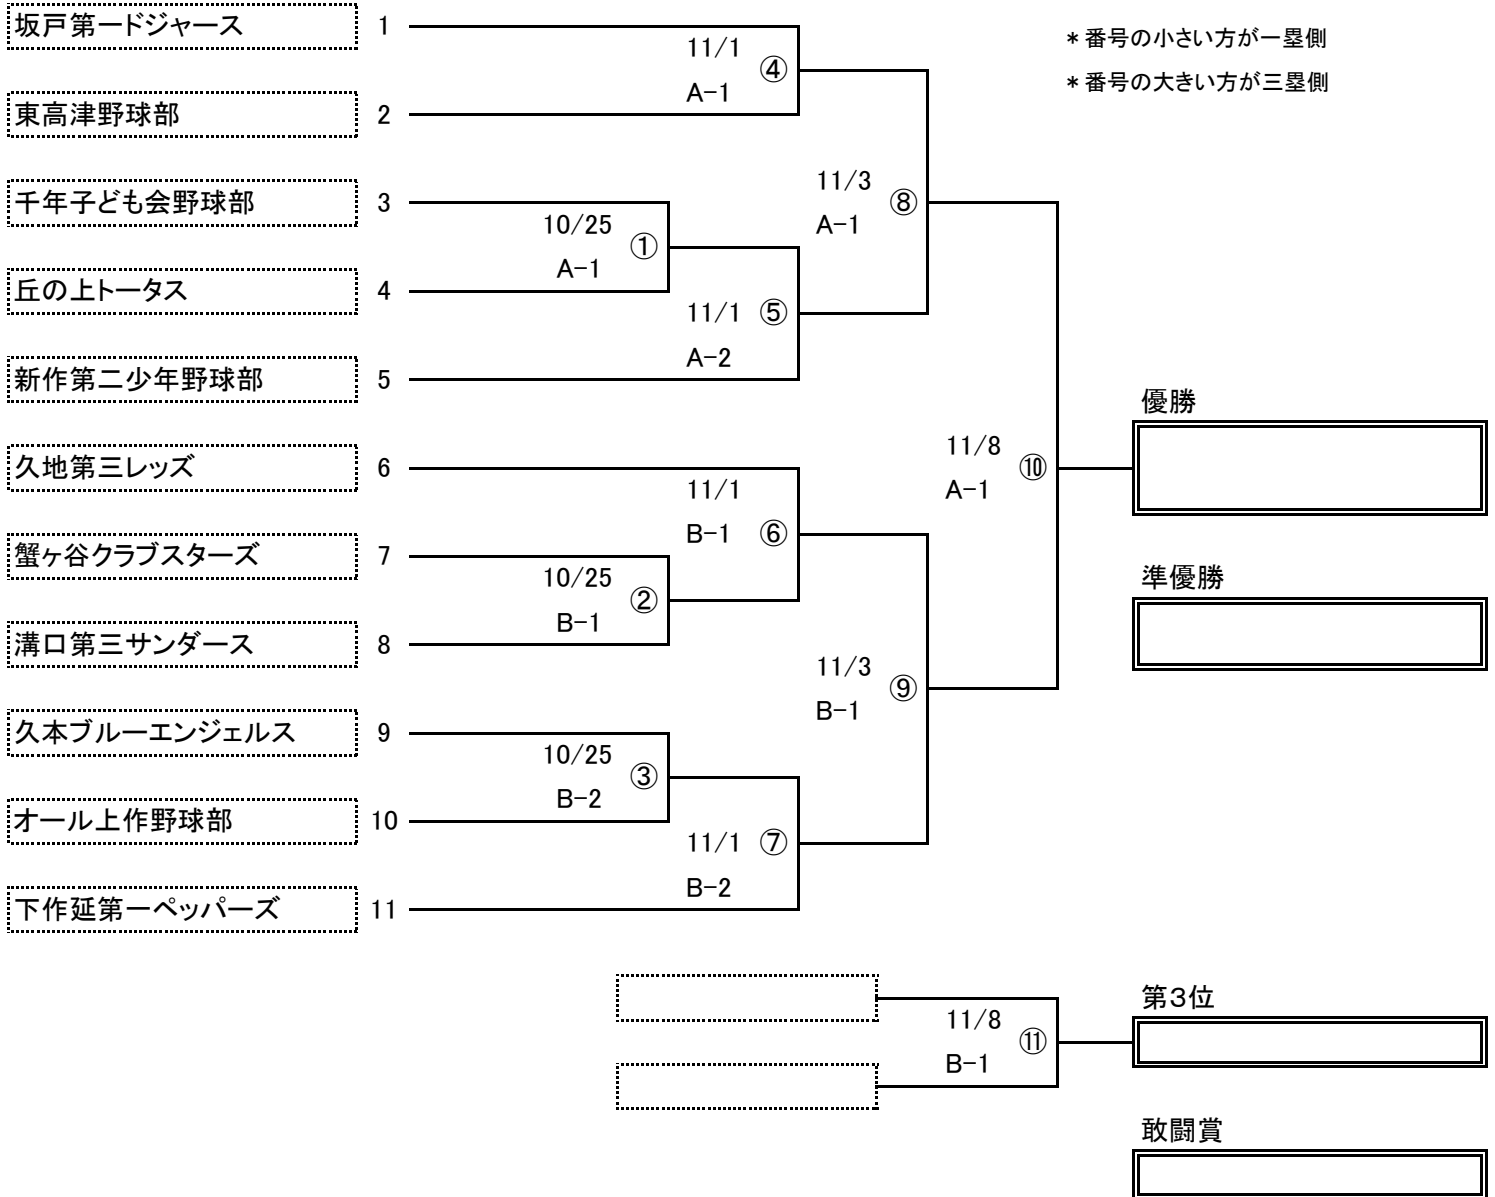 坂戸第一ドジャース 1
11/1 ④
A-1
＊番号の小さい方が一塁側
＊番号の大きい方が三塁側
東高津野球部 2
千年子ども会野球部 3
11/3 ⑧
A-1
10/25 ①
A-1
丘の上トータス 4
11/1 ⑤
A-2
新作第二少年野球部 5
優勝
11/8 ⑩
A-1
久地第三レッズ 6
11/1
B-1 ⑥
蟹ヶ谷クラブスターズ 7
10/25 ②
B-1
準優勝
溝口第三サンダース 8
11/3 ⑨
B-1
久本ブルーエンジェルス 9
10/25 ③
B-2
オール上作野球部 10
11/1 ⑦
B-2
下作延第一ペッパーズ 11
第3位
11/8 ⑪
B-1
敢闘賞